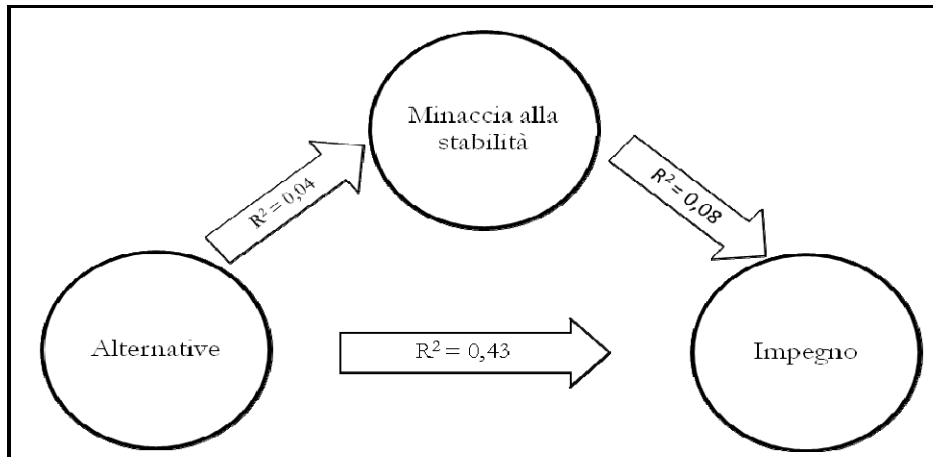 Minaccia alla
stabilità
R² = 0,04
R² = 0,08
Alternative
R² = 0,43
Impegno